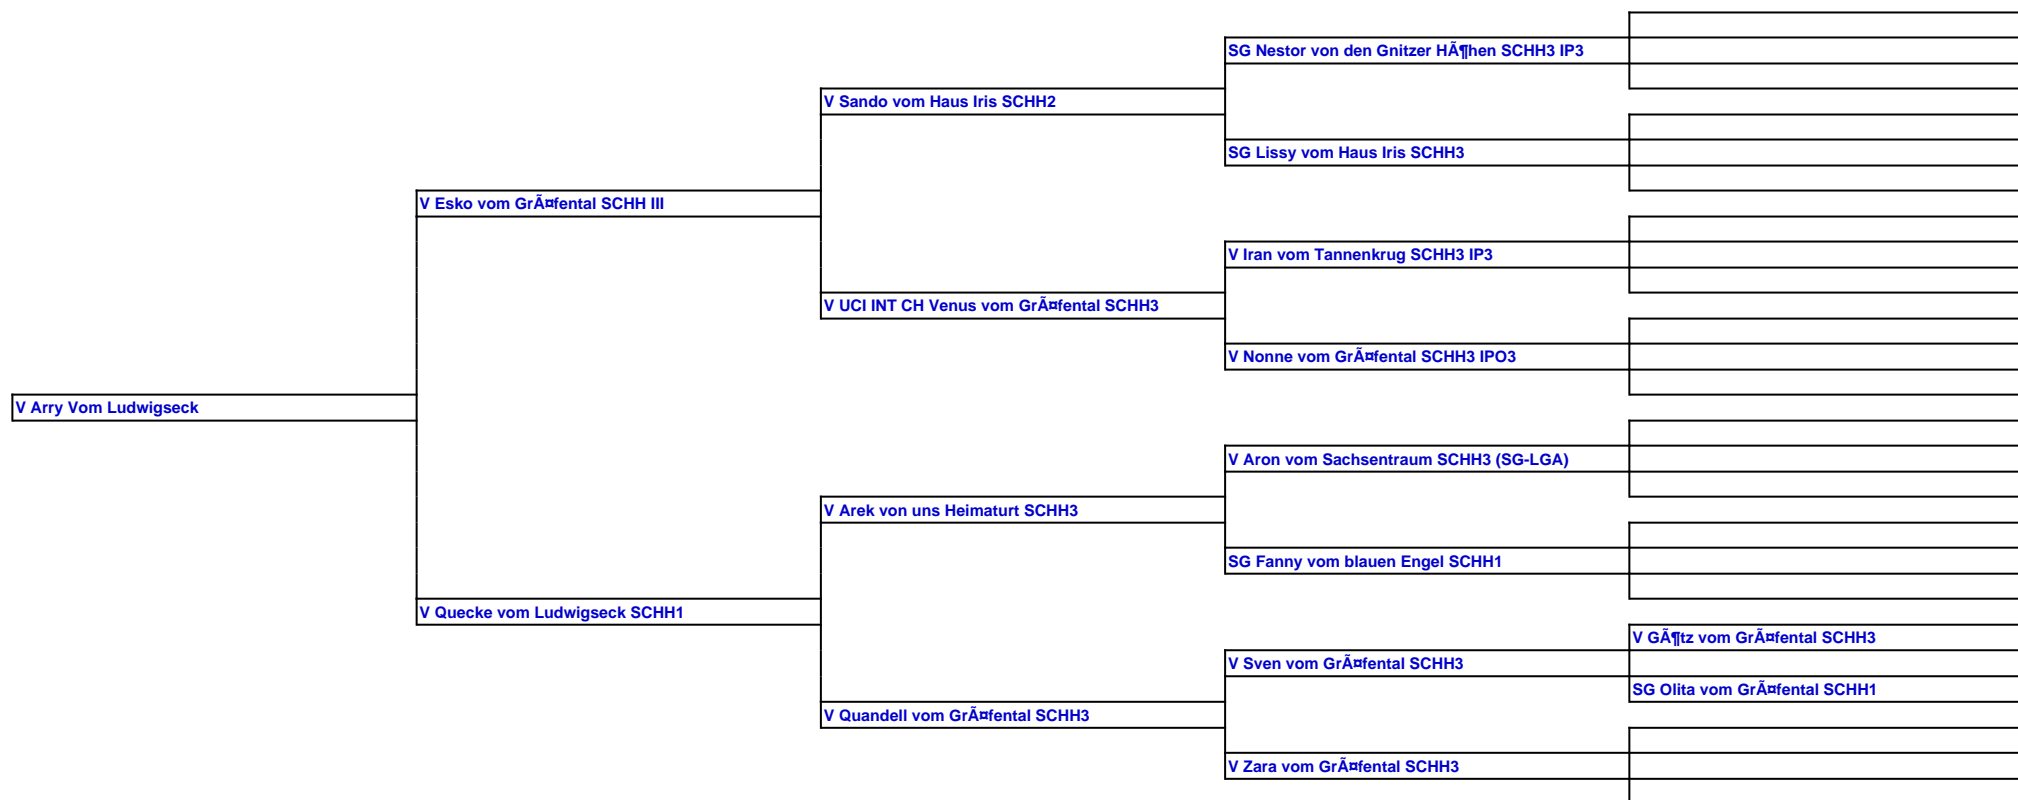 SG Nestor von den Gnitzer HÃ¶hen SCHH3 IP3
V Sando vom Haus Iris SCHH2
SG Lissy vom Haus Iris SCHH3
V Esko vom GrÃ¤fental SCHH III
V Iran vom Tannenkrug SCHH3 IP3
V UCI INT CH Venus vom GrÃ¤fental SCHH3
V Nonne vom GrÃ¤fental SCHH3 IPO3
V Arry Vom Ludwigseck
V Aron vom Sachsentraum SCHH3 (SG-LGA)
V Arek von uns Heimaturt SCHH3
SG Fanny vom blauen Engel SCHH1
V Quecke vom Ludwigseck SCHH1
V GÃ¶tz vom GrÃ¤fental SCHH3
V Sven vom GrÃ¤fental SCHH3
SG Olita vom GrÃ¤fental SCHH1
V Quandell vom GrÃ¤fental SCHH3
V Zara vom GrÃ¤fental SCHH3